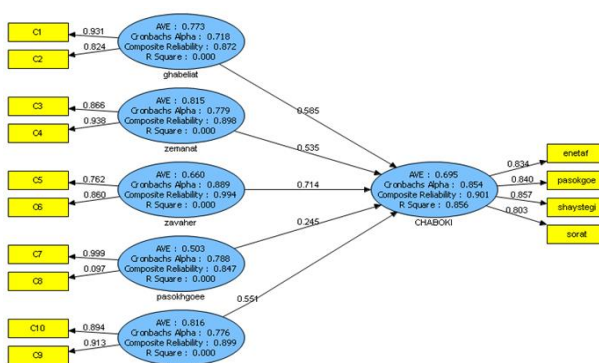 C1
0.931
C2
0.824
AVE : 0.773
Cronbachs Alpha : 0.718
Composite Reliability : 0.872
R Square : 0.000
ghabeliat
0.585
C3
0.866
C4
0.938
AVE : 0.815
Cronbachs Alpha : 0.779
Composite Reliability : 0.898
R Square : 0.000
zemanat
0.535
C5
0.762
C6
0.860
AVE : 0.660
Cronbachs Alpha : 0.889
Composite Reliability : 0.994
R Square : 0.000
zavaher
0.714
C7
0.999
C8
0.097
AVE : 0.503
Cronbachs Alpha : 0.788
Composite Reliability : 0.847
R Square : 0.000
pasokhgoee
0.245
C10
0.894
C9
0.913
AVE : 0.816
Cronbachs Alpha : 0.776
Composite Reliability : 0.899
R Square : 0.000
0.551
AVE : 0.695
Cronbachs Alpha : 0.854
Composite Reliability : 0.901
R Square : 0.856
CHABOKI
0.834
enetaf
0.840
pasokgoe
0.857
shaystegi
0.803
sorat